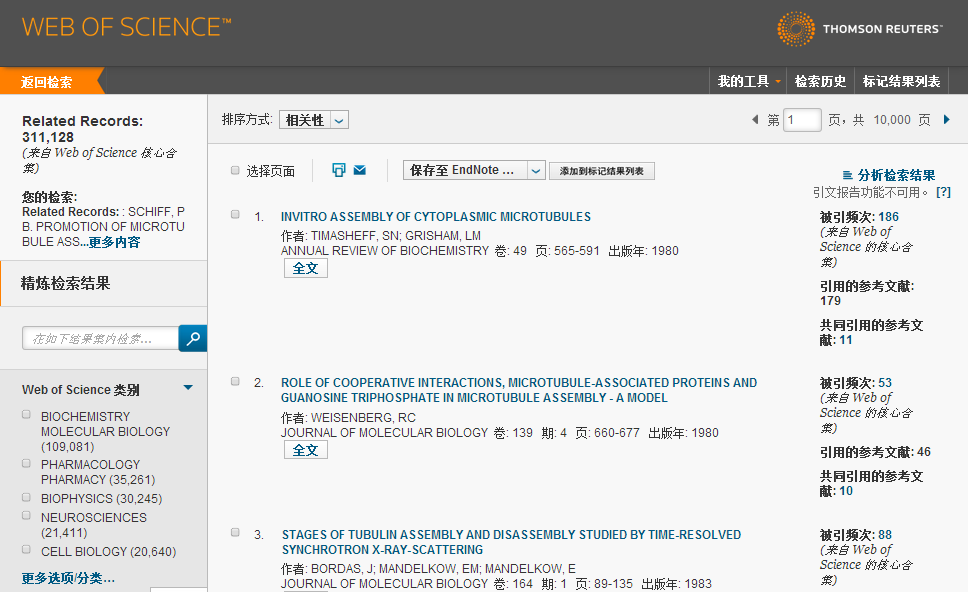 WEB OF SCIENCE™
THOMSON REUTERS™
返回检索
我的工具
检索历史
标记结果列表
Related Records:
311,128
(来自 Web of Science 核心合
案)
您的检索:
Related Records: : SCHIFF, P
B. PROMOTION OF MICROTU
BULE ASS...更多内容
精炼检索结果
在如下结果集内检索...
Web of Science 类别
BIOCHEMISTRY
MOLECULAR BIOLOGY
(109,081)
PHARMACOLOGY
PHARMACY (35,261)
BIOPHYSICS (30,245)
NEUROSCIENCES
(21,411)
CELL BIOLOGY (20,640)
更多选项/分类...
排序方式: 相关性
第 1 页，共 10,000 页
选择页面
保存至 EndNote ...
添加到标记结果列表
分析检索结果
引文报告功能不可用。 [?]
1. INVITRO ASSEMBLY OF CYTOPLASMIC MICROTUBULES
作者: TIMASHEFF, SN; GRISHAM, LM
ANNUAL REVIEW OF BIOCHEMISTRY 卷: 49 页: 565-591 出版年: 1980
全文
被引频次: 186
(来自 Web of
Science 的核心合
案)
引用的参考文献:
179
共同引用的参考文
献: 11
2. ROLE OF COOPERATIVE INTERACTIONS, MICROTUBULE-ASSOCIATED PROTEINS AND
GUANOSINE TRIPHOSPHATE IN MICROTUBULE ASSEMBLY - A MODEL
作者: WEISENBERG, RC
JOURNAL OF MOLECULAR BIOLOGY 卷: 139 期: 4 页: 660-677 出版年: 1980
全文
被引频次: 53
(来自 Web of
Science 的核心合
案)
引用的参考文献: 46
共同引用的参考文
献: 10
3. STAGES OF TUBULIN ASSEMBLY AND DISASSEMBLY STUDIED BY TIME-RESOLVED
SYNCHROTRON X-RAY-SCATTERING
作者: BORDAS, J; MANDELKOW, EM; MANDELKOW, E
JOURNAL OF MOLECULAR BIOLOGY 卷: 164 期: 1 页: 89-135 出版年: 1983
被引频次: 88
(来自 Web of
Science 的核心合
案)